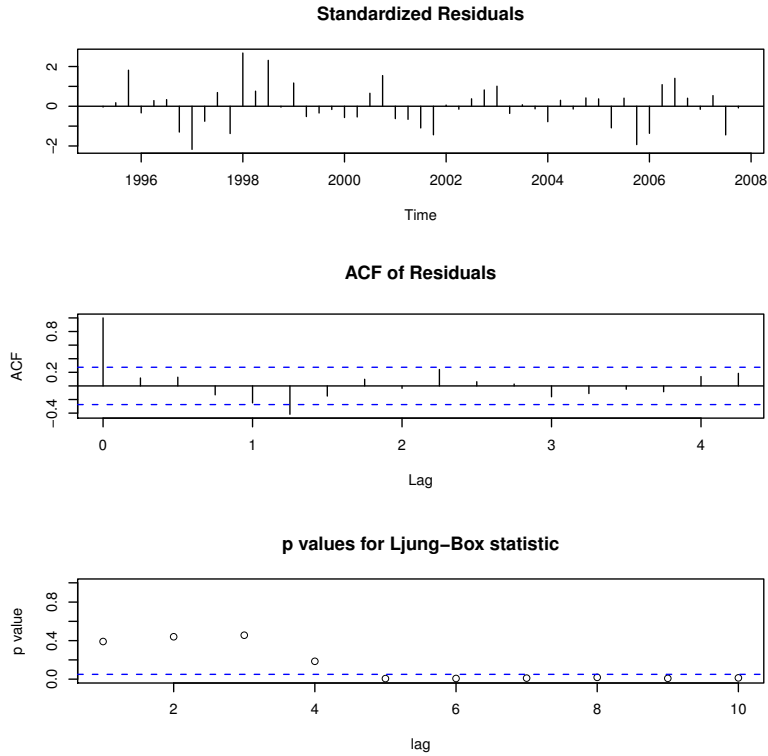 Standardized Residuals
2
0
−2
1996 1998 2000 2002 2004 2006 2008
Time
ACF of Residuals
ACF
0.8
0.2
−0.4
0 1 2 3 4
Lag
p values for Ljung−Box statistic
p value
0.8
0.4
0.0
2 4 6 8 10
lag